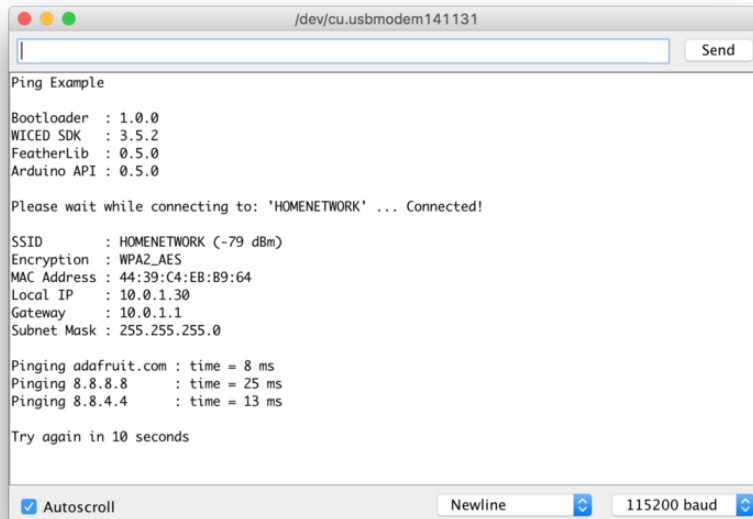 /dev/cu.usbmodem141131
Send
Ping Example
Bootloader : 1.0.0
WICED SDK : 3.5.2
FeatherLib : 0.5.0
Arduino API : 0.5.0
Please wait while connecting to: 'HOMENETWORK' ... Connected!
SSID : HOMENETWORK (-79 dBm)
Encryption : WPA2_AES
MAC Address : 44:39:C4:EB:B9:64
Local IP : 10.0.1.30
Gateway : 10.0.1.1
Subnet Mask : 255.255.255.0
Pinging adafruit.com : time = 8 ms
Pinging 8.8.8.8 : time = 25 ms
Pinging 8.8.4.4 : time = 13 ms
Try again in 10 seconds
Autoscroll Newline 115200 baud